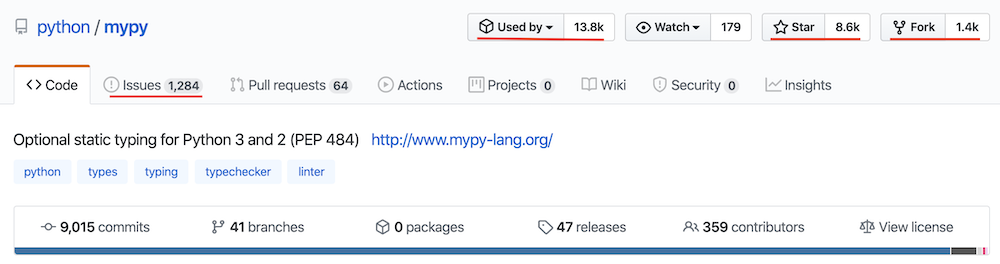 python / mypy Used by 13.8k Watch 179 Star 8.6k Fork 1.4k
Code Issues 1,284 Pull requests 64 Actions Projects 0 Wiki Security 0 Insights
Optional static typing for Python 3 and 2 (PEP 484) http://www.mypy-lang.org/
python types typing typechecker linter
9,015 commits 41 branches 0 packages 47 releases 359 contributors View license